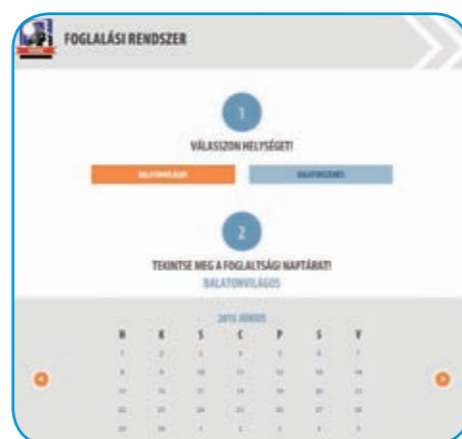 FOGLALÁSI RENDSZER
1
VÁLASSZON HELYSÉGET!
BALATONVILÁGOS BALATONSZEMES
2
TEKINTSE MEG A FOGLALTSÁGI NAPTÁRAT!
BALATONVILÁGOS
2015 JÚNIUS
H K S C P S V
1 2 3 4 5 6 7
8 9 10 11 12 13 14
15 16 17 18 19 20 21
22 23 24 25 26 27 28
29 30 1 2 3 4 5